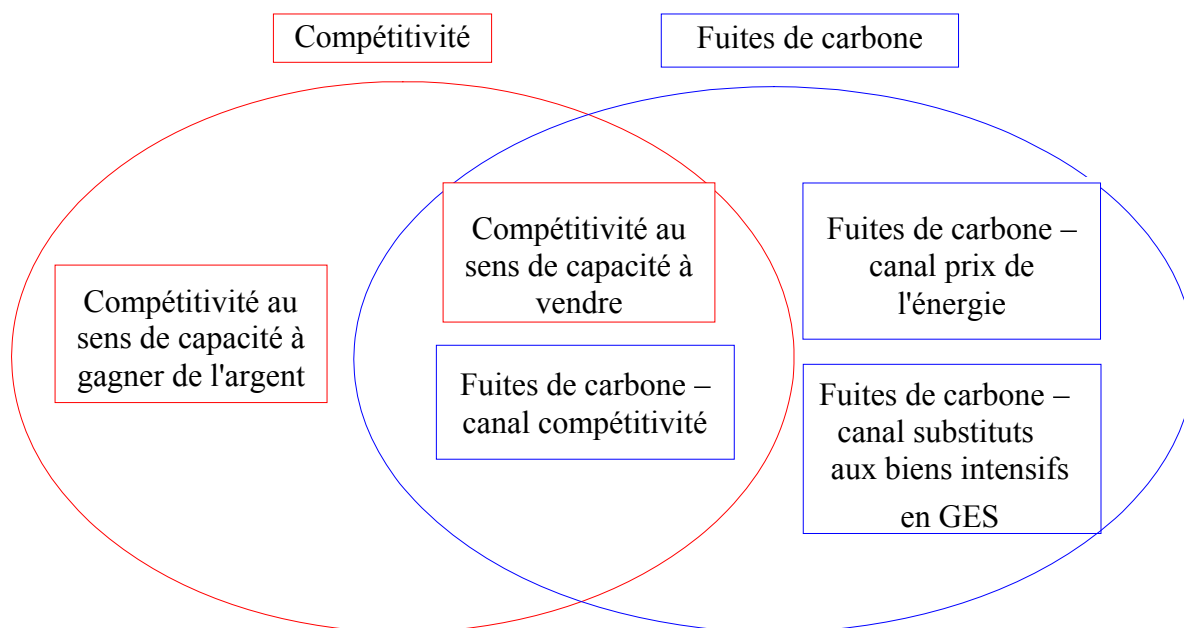 Compétitivité
Fuites de carbone
Compétitivité au
sens de capacité à
gagner de l'argent
Compétitivité au
sens de capacité à
vendre
Fuites de carbone –
canal compétitivité
Fuites de carbone –
canal prix de
l'énergie
Fuites de carbone –
canal substituts
aux biens intensifs
en GES